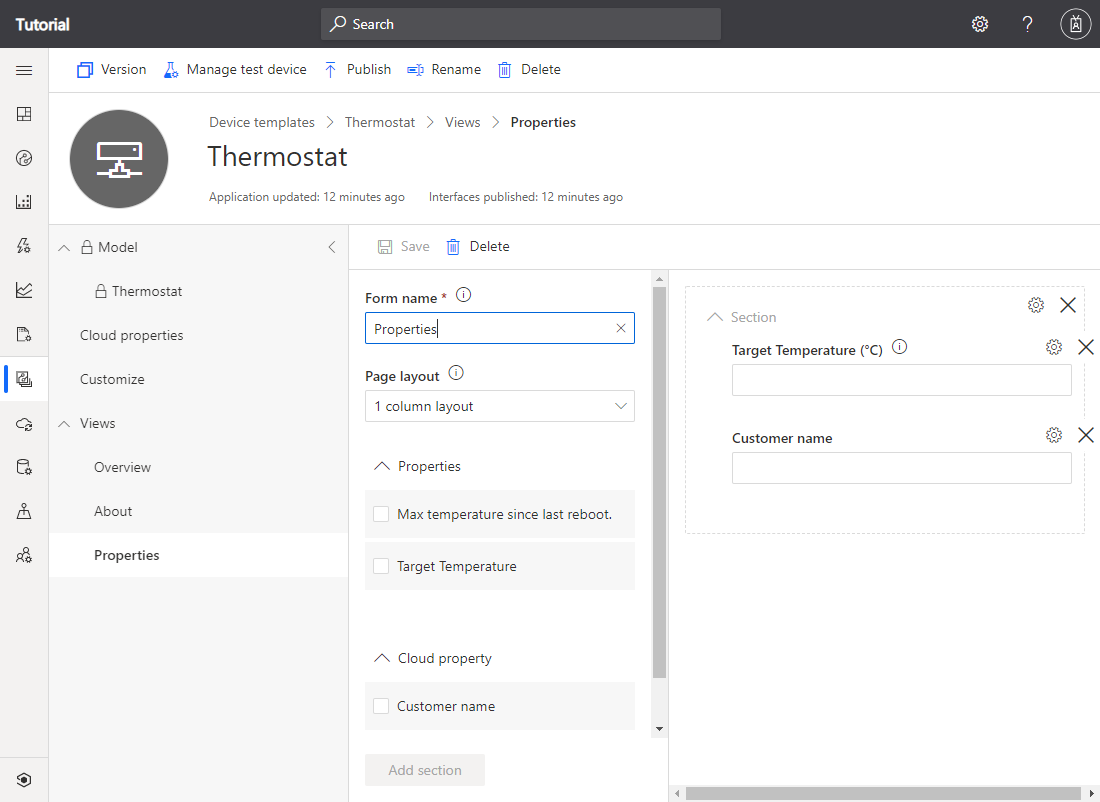 Tutorial
Search
Version Manage test device Publish Rename Delete
Device templates Thermostat Views Properties
Thermostat
Application updated: 12 minutes ago Interfaces published: 12 minutes ago
Model
Thermostat
Cloud properties
Customize
Views
Overview
About
Properties
Save Delete
Form name *
Properties
Page layout
1 column layout
Properties
Max temperature since last reboot.
Target Temperature
Cloud property
Customer name
Add section
Section
Target Temperature (°C)
Customer name